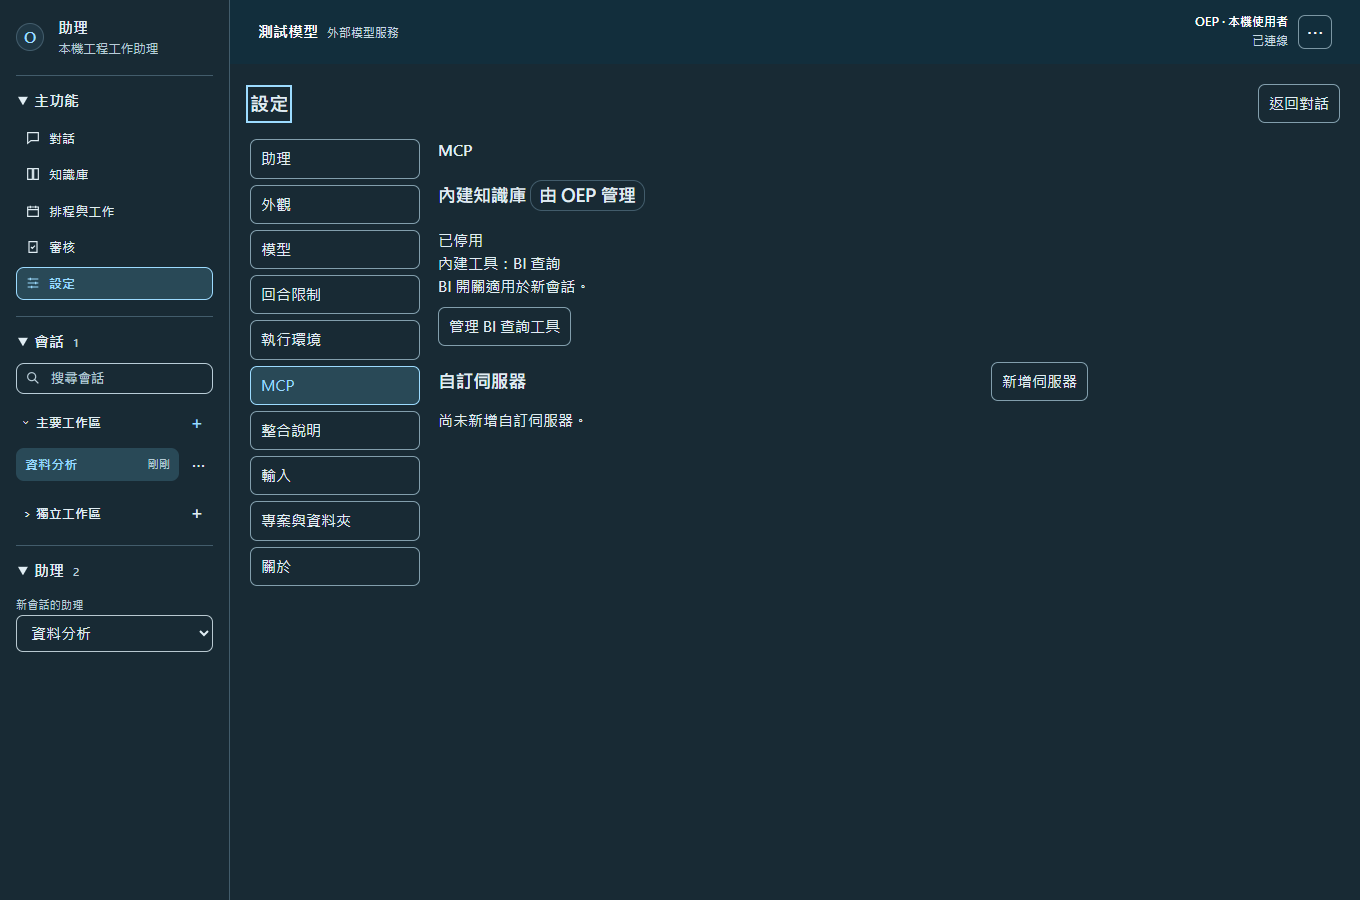 O
助理
本機工程工作助理
▼ 主功能
對話
知識庫
排程與工作
審核
設定
▼ 會話 1
搜尋會話
主要工作區 +
資料分析 剛剛 ...
獨立工作區 +
▼ 助理 2
新會話的助理
資料分析
測試模型 外部模型服務
OEP · 本機使用者
已連線
...
設定
返回對話
助理
外觀
模型
回合限制
執行環境
MCP
整合說明
輸入
專案與資料夾
關於
MCP
內建知識庫 由 OEP 管理
已停用
內建工具：BI 查詢
BI 開關適用於新會話。
管理 BI 查詢工具
自訂伺服器 新增伺服器
尚未新增自訂伺服器。